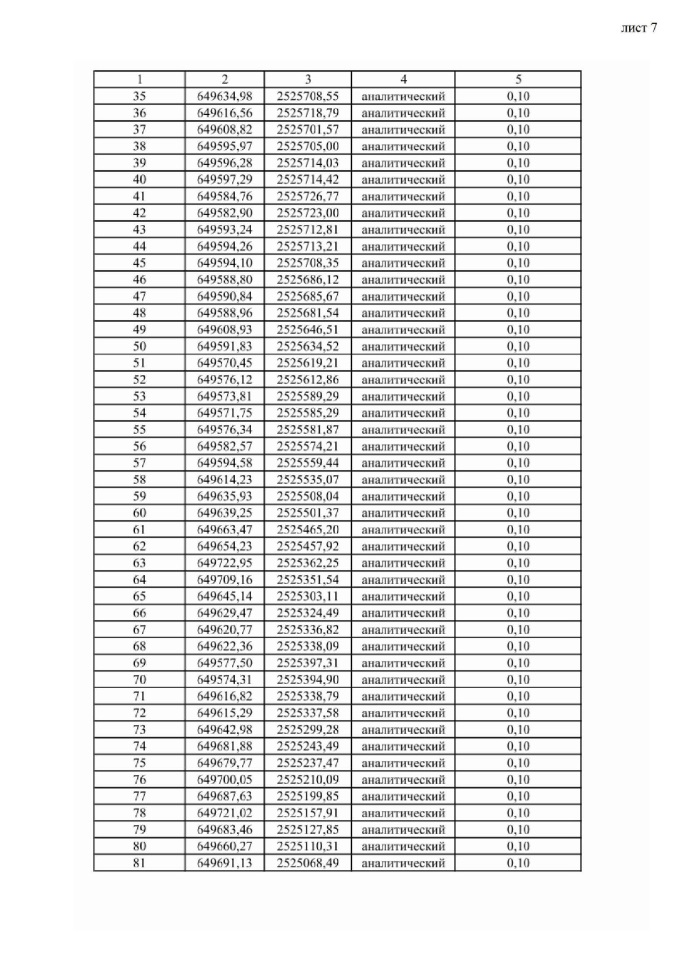 лист 7
1 2 3 4 5
35 649634,98 2525708,55 аналитический 0,10
36 649616,56 2525718,79 аналитический 0,10
37 649608,82 2525701,57 аналитический 0,10
38 649595,97 2525705,00 аналитический 0,10
39 649596,28 2525714,03 аналитический 0,10
40 649597,29 2525714,42 аналитический 0,10
41 649584,76 2525726,77 аналитический 0,10
42 649582,90 2525723,00 аналитический 0,10
43 649593,24 2525712,81 аналитический 0,10
44 649594,26 2525713,21 аналитический 0,10
45 649594,10 2525708,35 аналитический 0,10
46 649588,80 2525686,12 аналитический 0,10
47 649590,84 2525685,67 аналитический 0,10
48 649588,96 2525681,54 аналитический 0,10
49 649608,93 2525646,51 аналитический 0,10
50 649591,83 2525634,52 аналитический 0,10
51 649570,45 2525619,21 аналитический 0,10
52 649576,12 2525612,86 аналитический 0,10
53 649573,81 2525589,29 аналитический 0,10
54 649571,75 2525585,29 аналитический 0,10
55 649576,34 2525581,87 аналитический 0,10
56 649582,57 2525574,21 аналитический 0,10
57 649594,58 2525559,44 аналитический 0,10
58 649614,23 2525535,07 аналитический 0,10
59 649635,93 2525508,04 аналитический 0,10
60 649639,25 2525501,37 аналитический 0,10
61 649663,47 2525465,20 аналитический 0,10
62 649654,23 2525457,92 аналитический 0,10
63 649722,95 2525362,25 аналитический 0,10
64 649709,16 2525351,54 аналитический 0,10
65 649645,14 2525303,11 аналитический 0,10
66 649629,47 2525324,49 аналитический 0,10
67 649620,77 2525336,82 аналитический 0,10
68 649622,36 2525338,09 аналитический 0,10
69 649577,50 2525397,31 аналитический 0,10
70 649574,31 2525394,90 аналитический 0,10
71 649616,82 2525338,79 аналитический 0,10
72 649615,29 2525337,58 аналитический 0,10
73 649642,98 2525299,28 аналитический 0,10
74 649681,88 2525243,49 аналитический 0,10
75 649679,77 2525237,47 аналитический 0,10
76 649700,05 2525210,09 аналитический 0,10
77 649687,63 2525199,85 аналитический 0,10
78 649721,02 2525157,91 аналитический 0,10
79 649683,46 2525127,85 аналитический 0,10
80 649660,27 2525110,31 аналитический 0,10
81 649691,13 2525068,49 аналитический 0,10